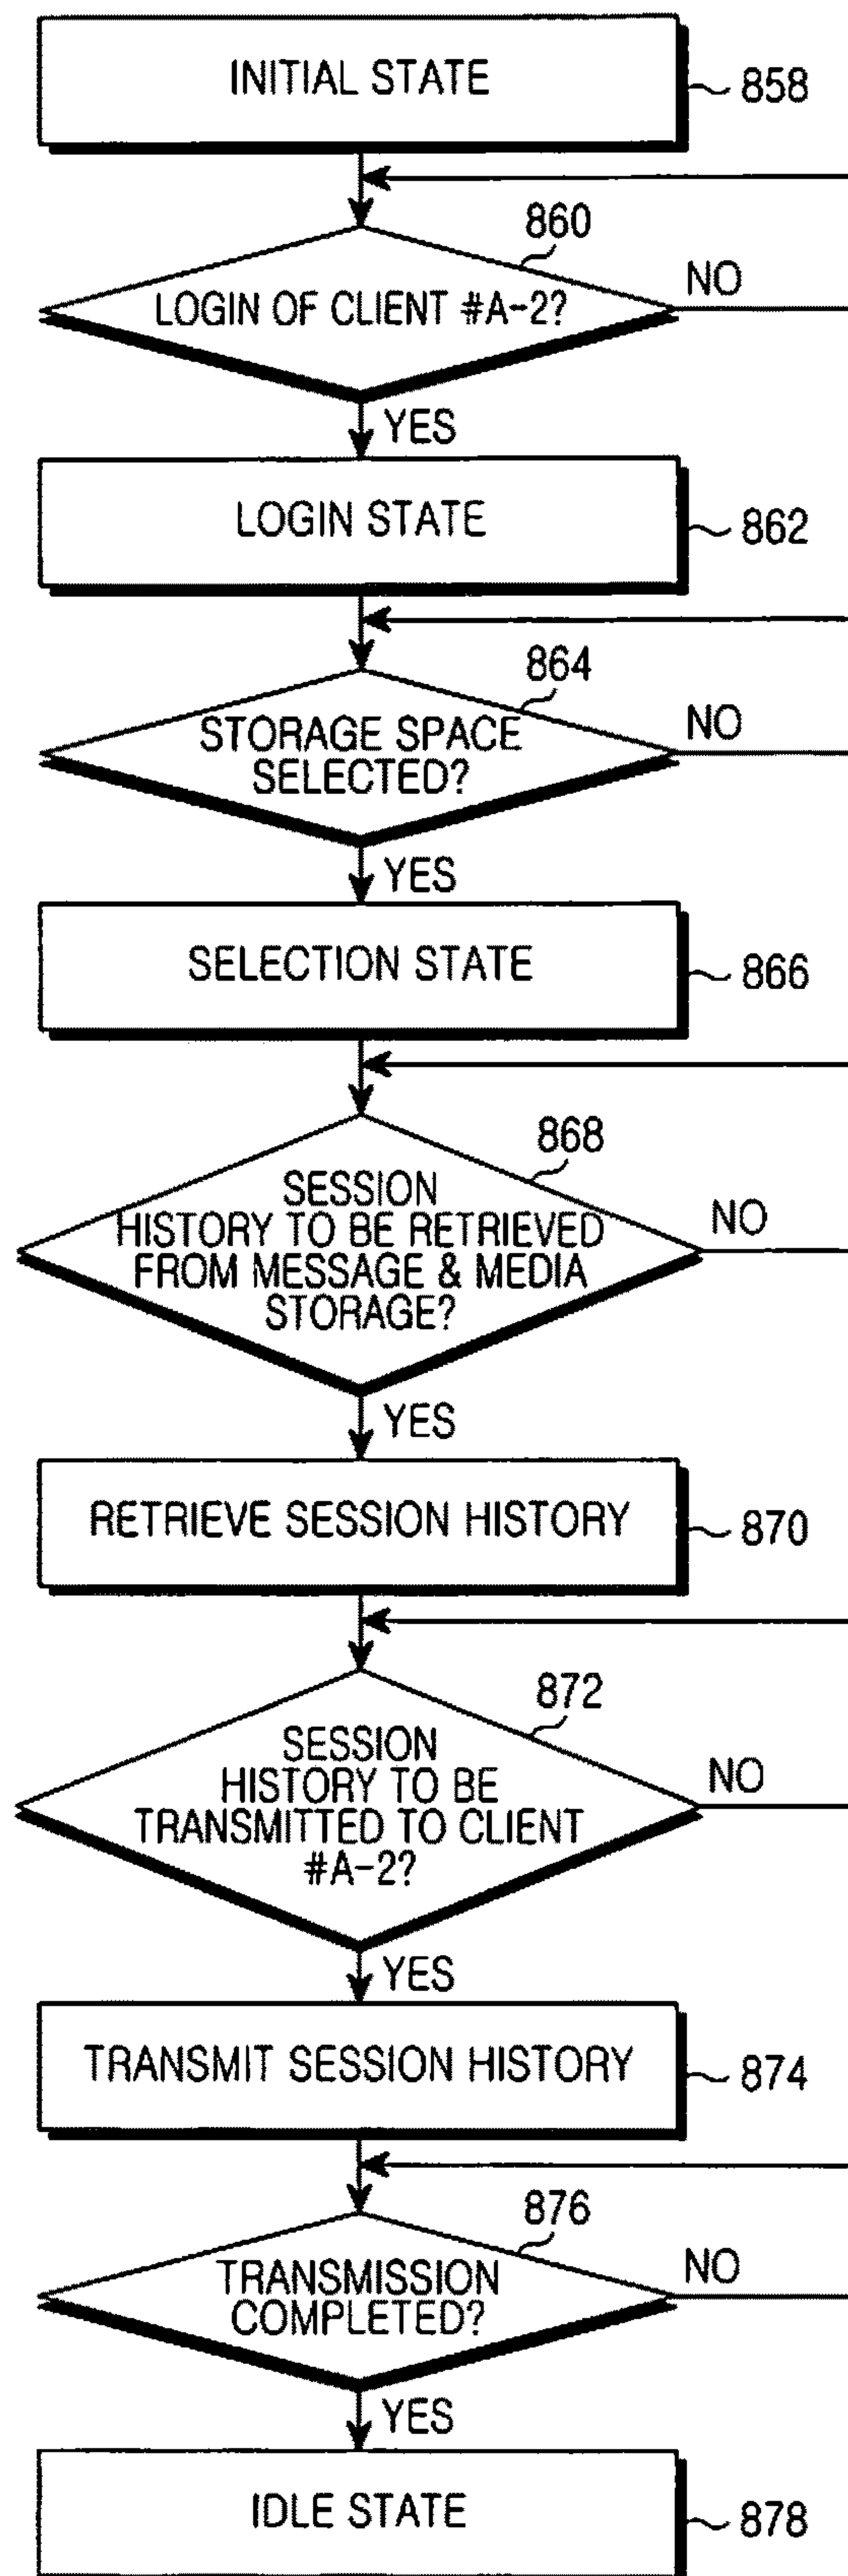 INITIAL STATE
858
860
LOGIN OF CLIENT #A-2?
NO
YES
LOGIN STATE
862
864
STORAGE SPACE
SELECTED?
NO
YES
SELECTION STATE
866
868
SESSION
HISTORY TO BE RETRIEVED
FROM MESSAGE & MEDIA
STORAGE?
NO
YES
RETRIEVE SESSION HISTORY
870
872
SESSION
HISTORY TO BE
TRANSMITTED TO CLIENT
#A-2?
NO
YES
TRANSMIT SESSION HISTORY
874
876
TRANSMISSION
COMPLETED?
NO
YES
IDLE STATE
878